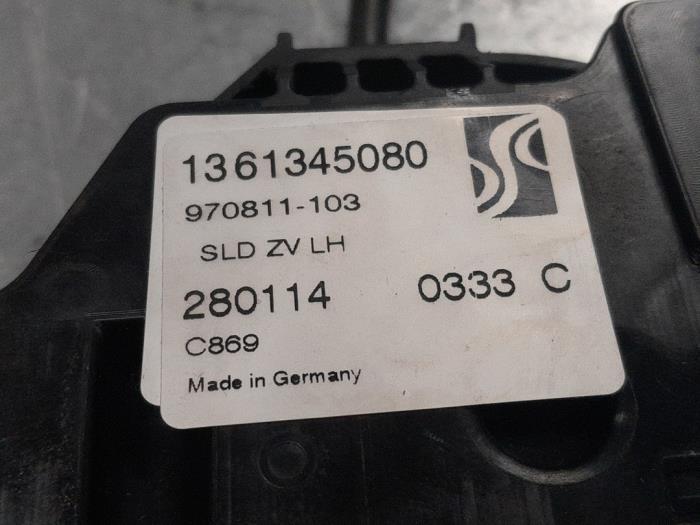 1361345080
970811-103
SLD ZV LH
280114 0333 C
C869
Made in Germany